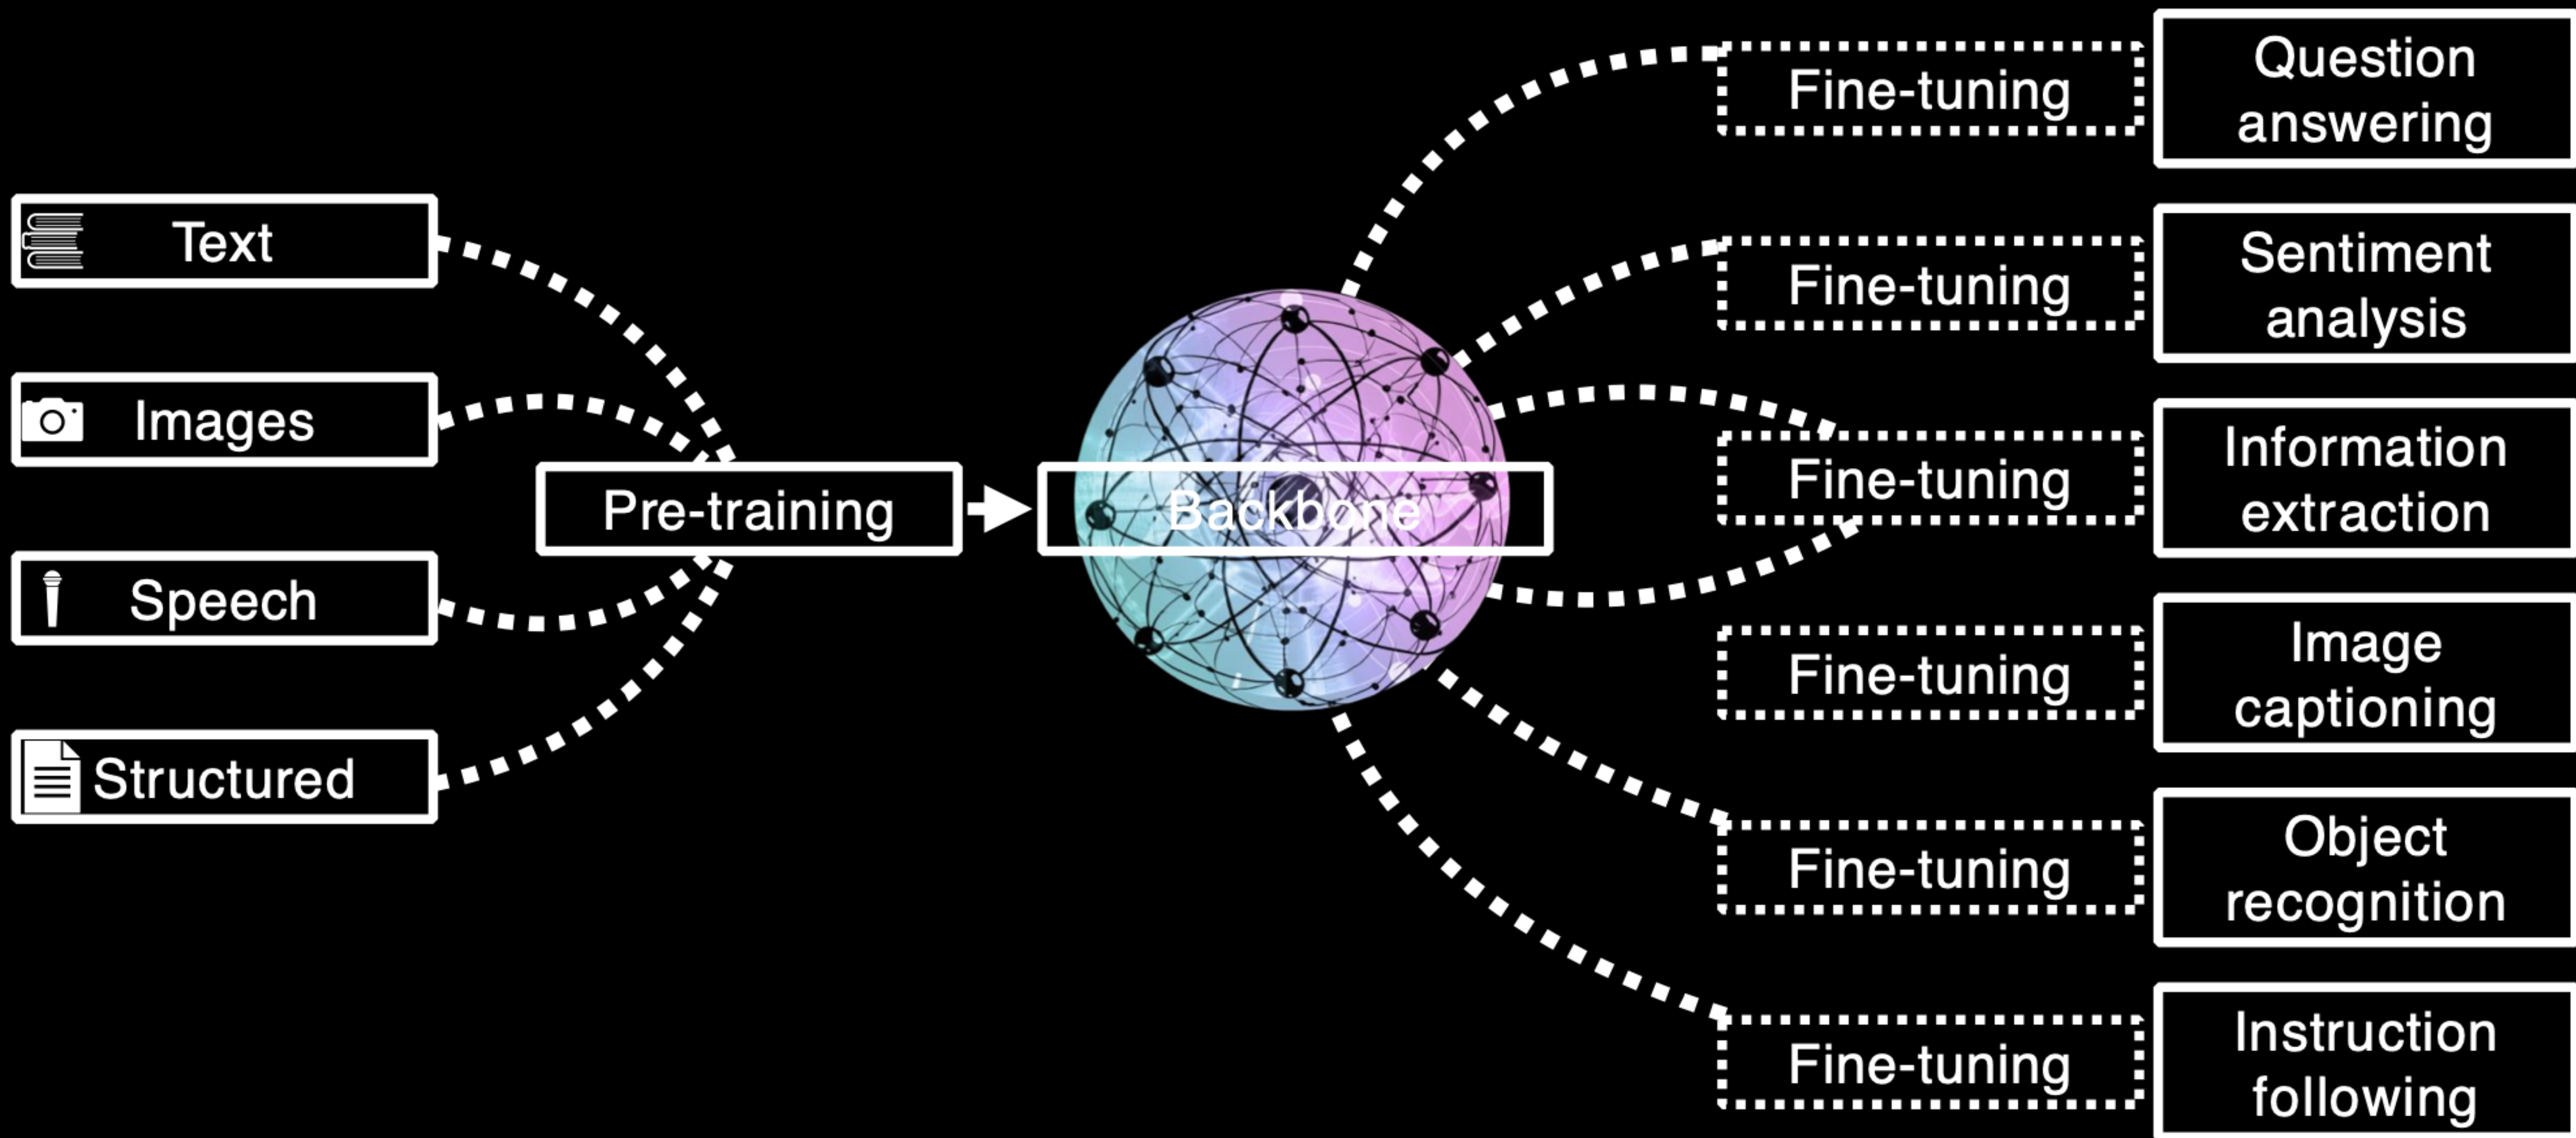 Text
Images
Speech
Structured
Pre-training
Backbone
Fine-tuning
Question
answering
Fine-tuning
Sentiment
analysis
Fine-tuning
Information
extraction
Fine-tuning
Image
captioning
Fine-tuning
Object
recognition
Fine-tuning
Instruction
following